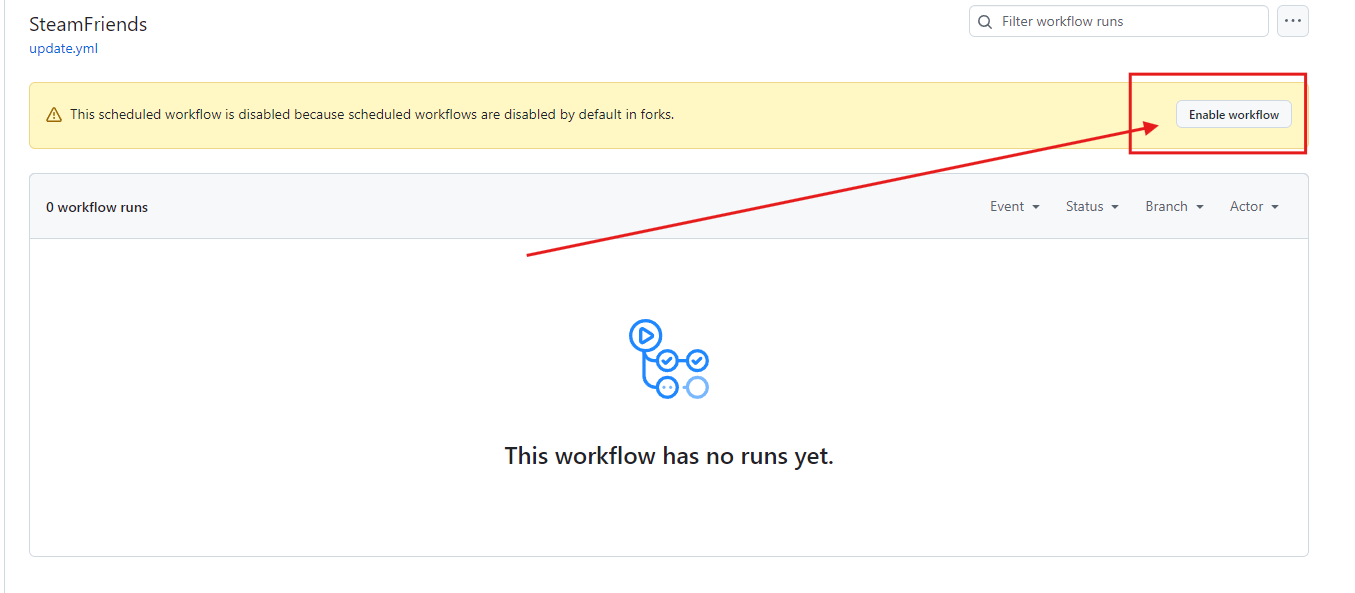 SteamFriends
Filter workflow runs
update.yml
This scheduled workflow is disabled because scheduled workflows are disabled by default in forks.
Enable workflow
0 workflow runs
Event
Status
Branch
Actor
This workflow has no runs yet.